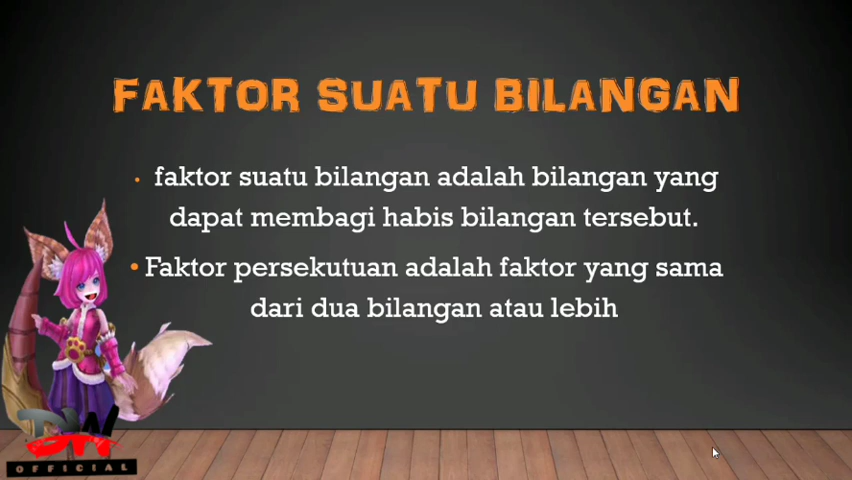 FAKTOR SUATU BILANGAN
• faktor suatu bilangan adalah bilangan yang
dapat membagi habis bilangan tersebut.
• Faktor persekutuan adalah faktor yang sama
dari dua bilangan atau lebih
DW
OFFICIAL